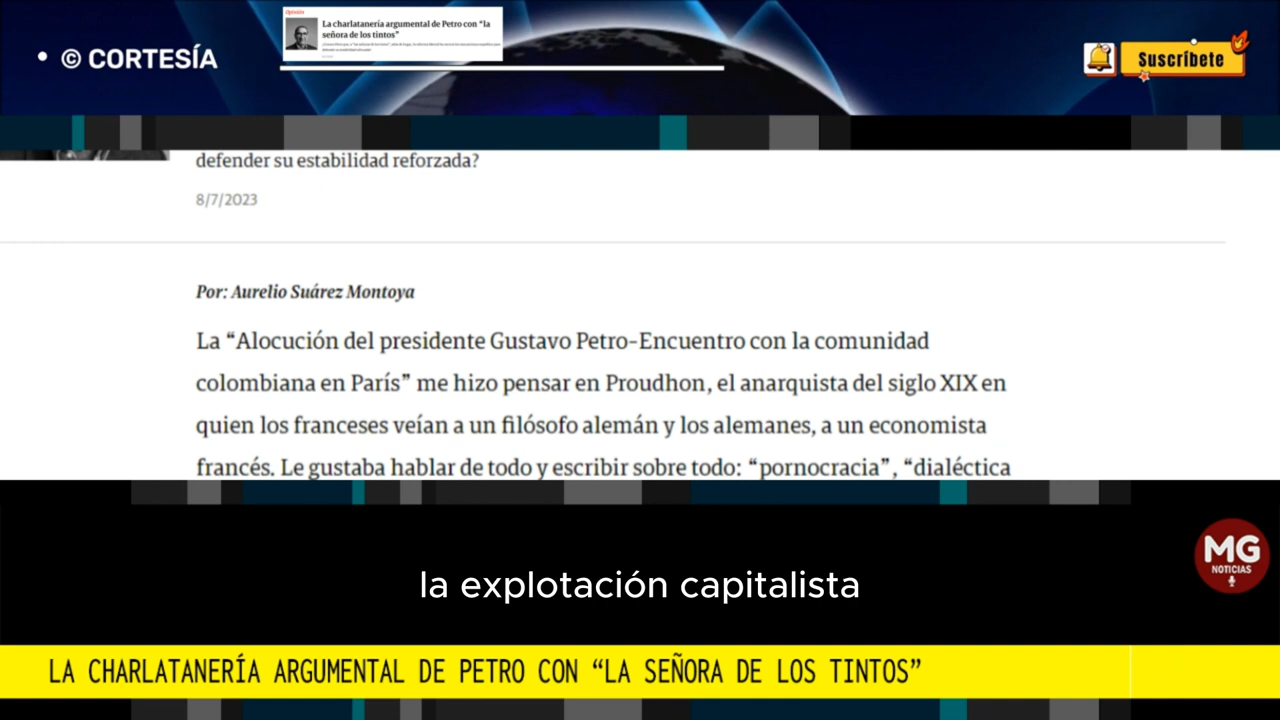 © CORTESÍA
Opinión
La charlatanería argumental de Petro con “la
señora de los tintos”
Suscríbete
defender su estabilidad reforzada?
8/7/2023
Por: Aurelio Suárez Montoya
La “Alocución del presidente Gustavo Petro-Encuentro con la comunidad
colombiana en París” me hizo pensar en Proudhon, el anarquista del siglo XIX en
quien los franceses veían a un filósofo alemán y los alemanes, a un economista
francés. Le gustaba hablar de todo y escribir sobre todo: “pornocracia”, “dialéctica
MG
NOTICIAS
la explotación capitalista
LA CHARLATANERÍA ARGUMENTAL DE PETRO CON “LA SEÑORA DE LOS TINTOS”